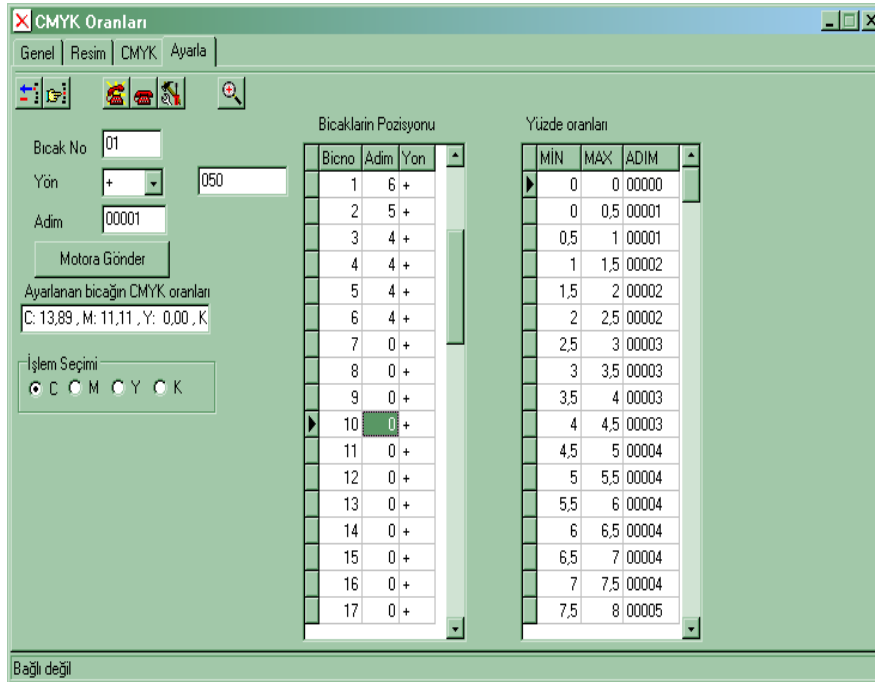 CMYK Oranları
Genel Resim CMYK Ayarla
Bıcak No 01
Yön + 050
Adim 00001
Motora Gönder
Ayarlanan bicağın CMYK oranları
C: 13,89 , M: 11,11 , Y: 0,00 , K
İşlem Seçimi
C M Y K
Bicaklarin Pozisyonu
Bicno Adim Yon
1 6 +
2 5 +
3 4 +
4 4 +
5 4 +
6 4 +
7 0 +
8 0 +
9 0 +
10 0 +
11 0 +
12 0 +
13 0 +
14 0 +
15 0 +
16 0 +
17 0 +
Yüzde oranları
MİN MAX ADIM
0 0 00000
0 0,5 00001
0,5 1 00001
1 1,5 00002
1,5 2 00002
2 2,5 00002
2,5 3 00003
3 3,5 00003
3,5 4 00003
4 4,5 00003
4,5 5 00004
5 5,5 00004
5,5 6 00004
6 6,5 00004
6,5 7 00004
7 7,5 00004
7,5 8 00005
Bağlı değil